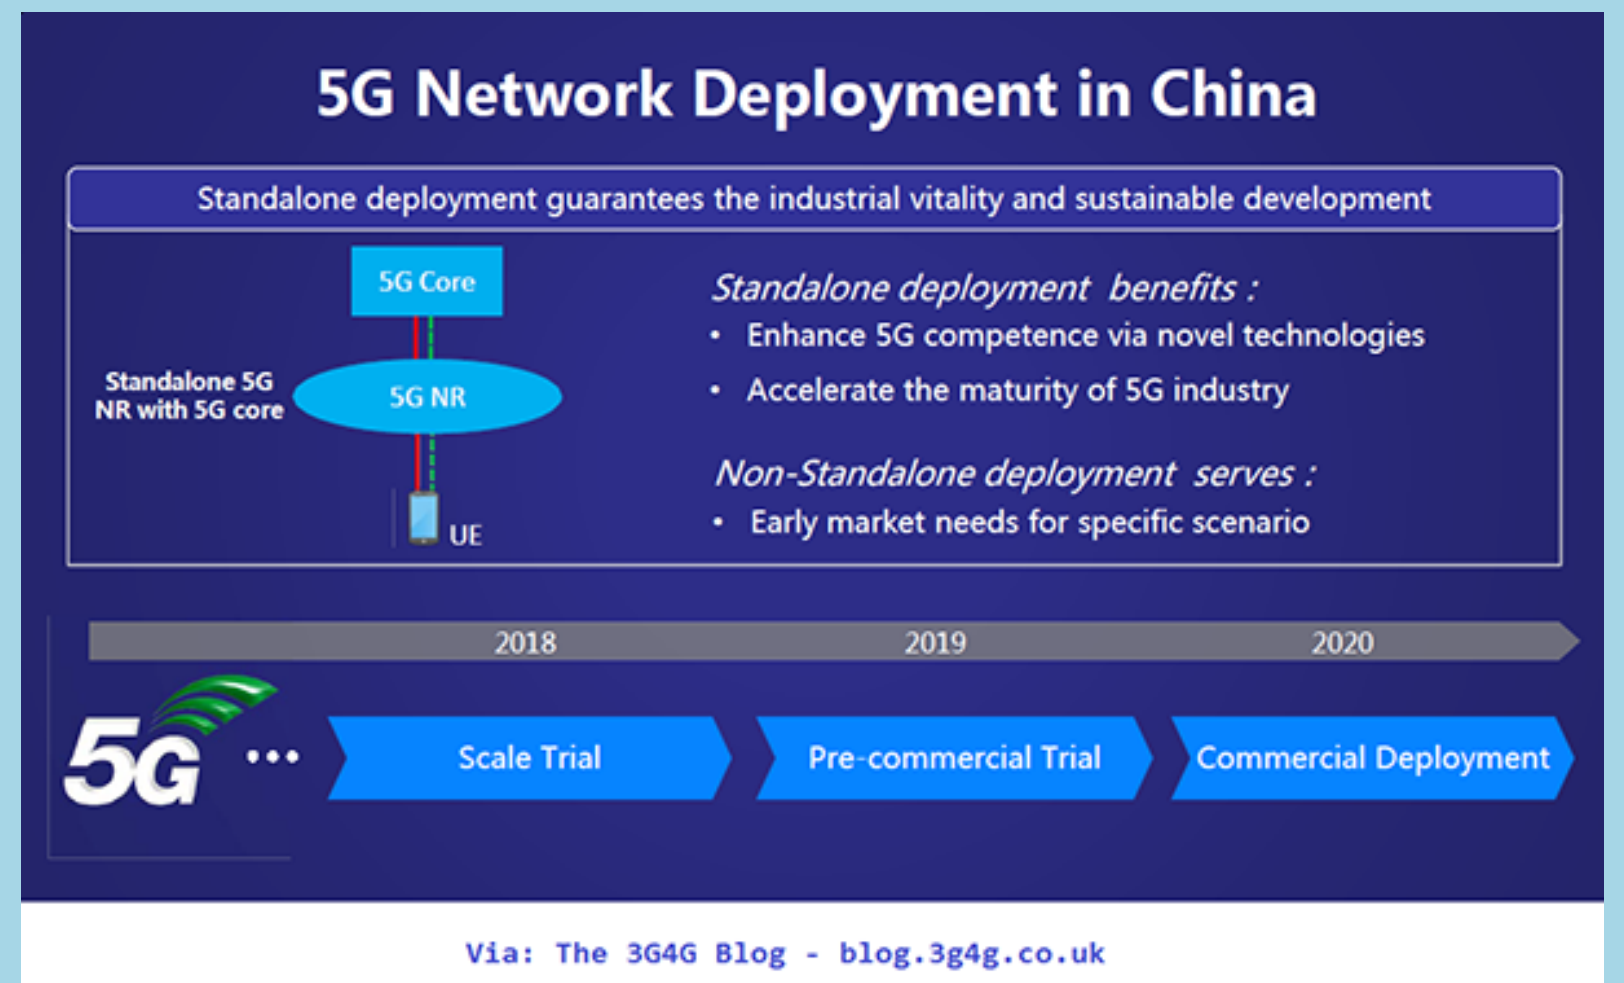 5G Network Deployment in China
Standalone deployment guarantees the industrial vitality and sustainable development
5G Core
Standalone 5G
NR with 5G core
5G NR
UE
Standalone deployment benefits :
• Enhance 5G competence via novel technologies
• Accelerate the maturity of 5G industry
Non-Standalone deployment serves :
• Early market needs for specific scenario
2018 2019 2020
5G ... Scale Trial Pre-commercial Trial Commercial Deployment
Via: The 3G4G Blog - blog.3g4g.co.uk